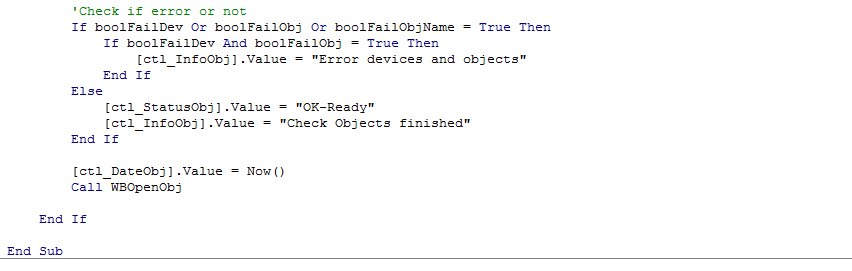 'Check if error or not
If boolFailDev Or boolFailObj Or boolFailObjName = True Then
If boolFailDev And boolFailObj = True Then
[ctl_InfoObj].Value = "Error devices and objects"
End If
Else
[ctl_StatusObj].Value = "OK-Ready"
[ctl_InfoObj].Value = "Check Objects finished"
End If
[ctl_DateObj].Value = Now()
Call WBOpenObj
End If
End Sub